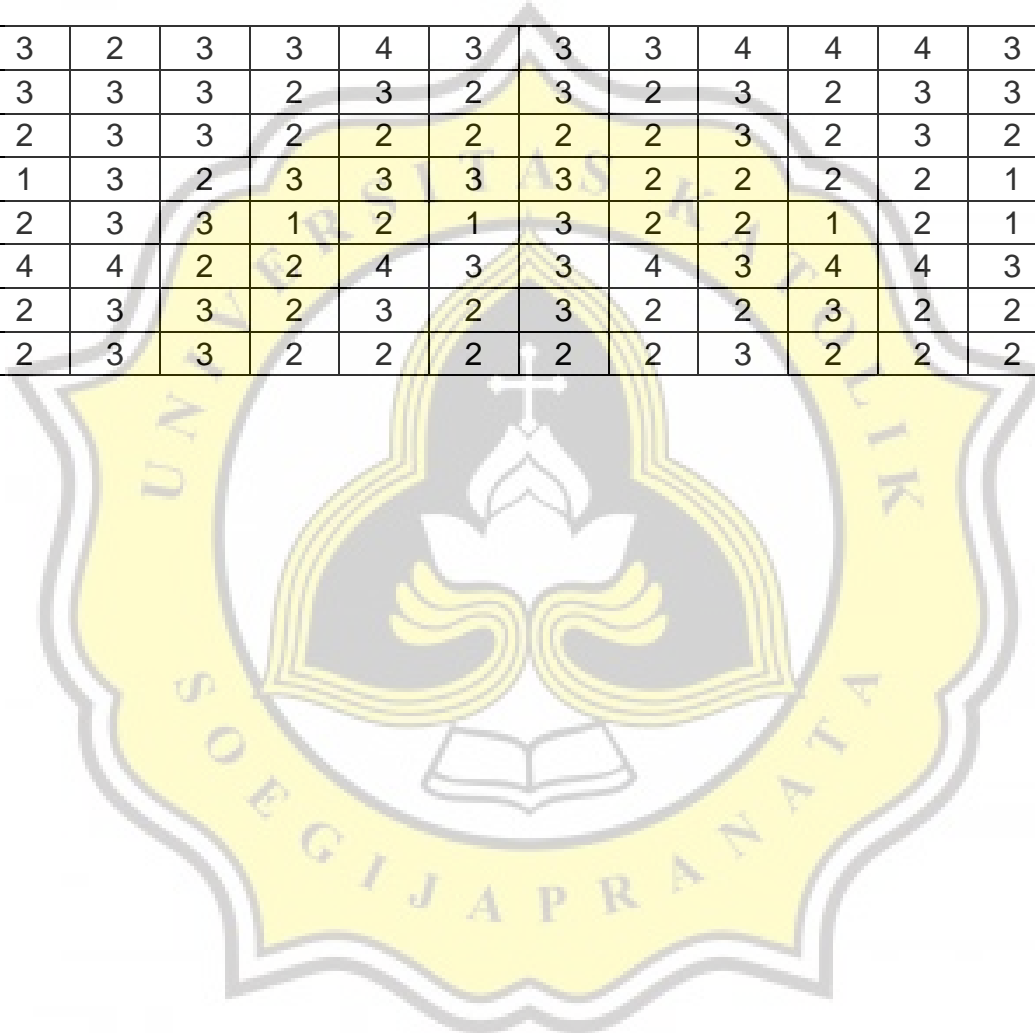 3 2 3 3 4 3 3 3 4 4 4 3
3 3 3 2 3 2 3 2 3 2 3 3
2 3 3 2 2 2 2 2 3 2 3 2
1 3 2 3 3 3 3 2 2 2 2 1
2 3 3 1 2 1 3 2 2 1 2 1
4 4 2 2 4 3 3 4 3 4 4 3
2 3 3 2 3 2 3 2 2 3 2 2
2 3 3 2 2 2 2 2 3 2 2 2
UNIVERSITAS KATOLIK
SOEGIJAPRANATA